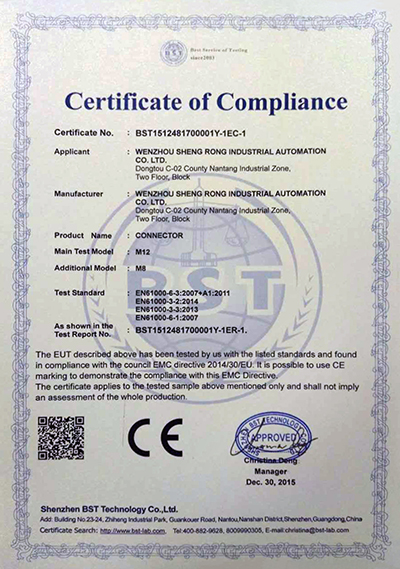 Best Service of Testing
since2003
Certificate of Compliance
Certificate No. : BST1512481700001Y-1EC-1
Applicant : WENZHOU SHENG RONG INDUSTRIAL AUTOMATION
CO. LTD.
Dongtou C-02 County Nantang Industrial Zone,
Two Floor, Block
Manufacturer : WENZHOU SHENG RONG INDUSTRIAL AUTOMATION
CO. LTD.
Dongtou C-02 County Nantang Industrial Zone,
Two Floor, Block
Product Name : CONNECTOR
Main Test Model : M12
Additional Model : M8
BST
Test Standard : EN61000-6-3:2007+A1:2011
EN61000-3-2:2014
EN61000-3-3:2013
EN61000-6-1:2007
As shown in the
Test Report No. : BST1512481700001Y-1ER-1.
The EUT described above has been tested by us with the listed standards and found
in compliance with the council EMC directive 2014/30/EU. It is possible to use CE
marking to demonstrate the compliance with this EMC Directive.
The certificate applies to the tested sample above mentioned only and shall not imply
an assessment of the whole production.
CE
SHENZHEN BST TECHNOLOGY
APPROVED
Christina Deng
Manager
Dec. 30, 2015
Shenzhen BST Technology Co.,Ltd.
Add: Building No.23-24, Zhiheng Industrial Park, Guankouer Road, Nantou,Nanshan District,Shenzhen,Guangdong,China
Certificate Search: http://www.bst-lab.com, Tel:400-882-9628, 8009990305, E-mail:christina@bst-lab.com